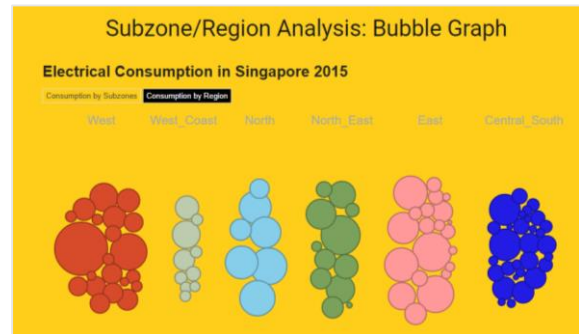 Subzone/Region Analysis: Bubble Graph
Electrical Consumption in Singapore 2015
Consumption by Subzones Consumption by Region
West West_Coast North North_East East Central_South